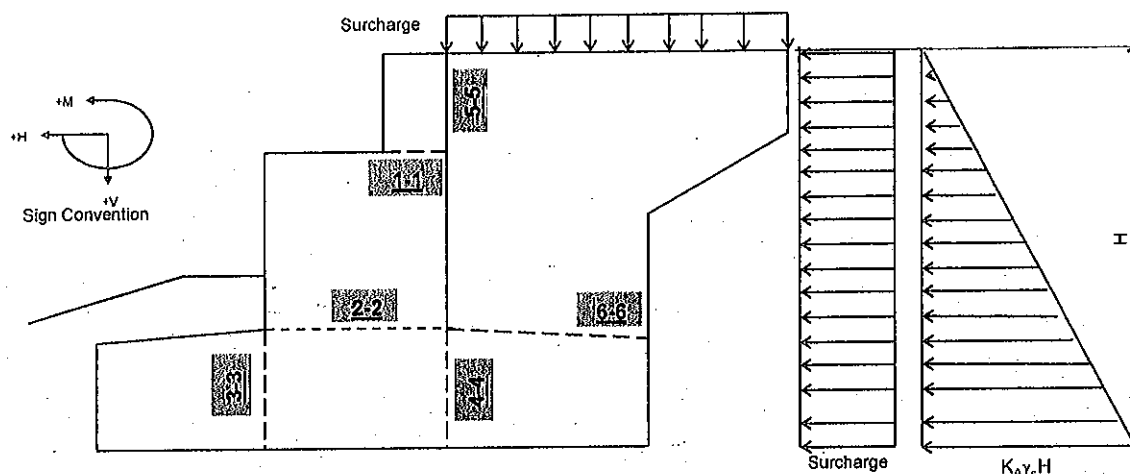 Surcharge
5-5
+M
+H
+V
Sign Convention
1-1
H
2-2
6-6
3-3
4-4
Surcharge
KAγsH